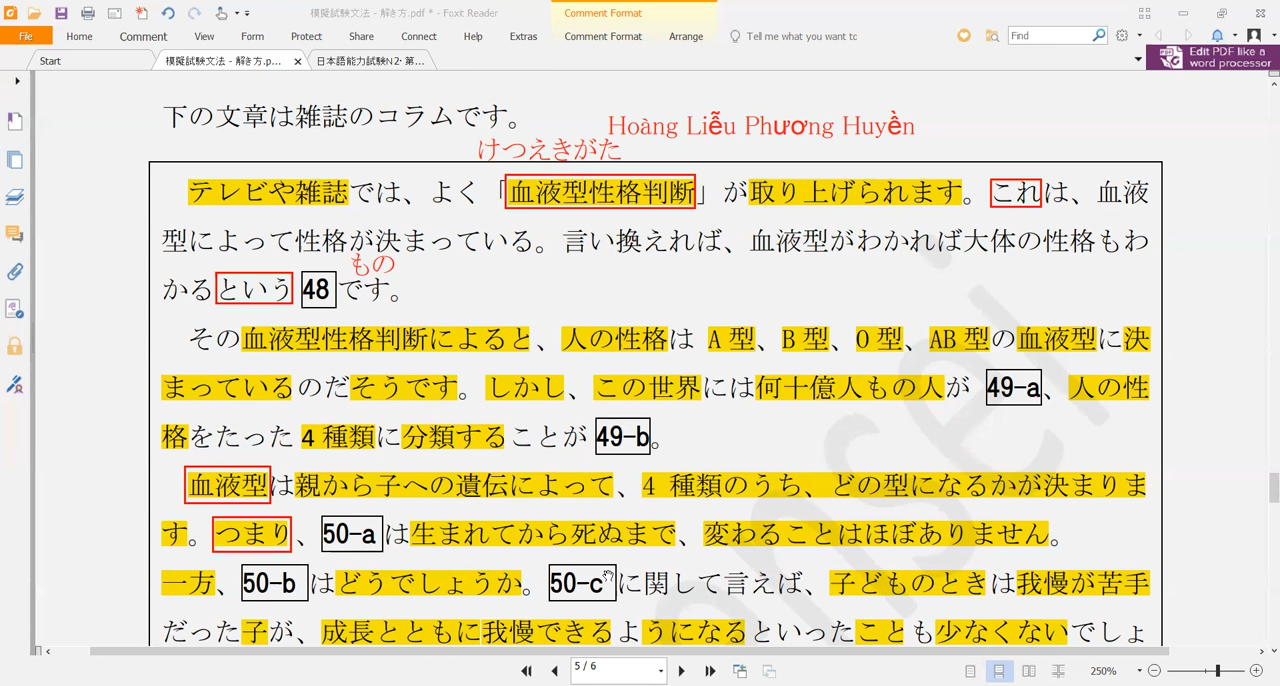 模擬試験文法 - 解き方.pdf * - Foxt Reader
Comment Format
File Home Comment View Form Protect Share Connect Help Extras Comment Format Arrange Tell me what you want to Find
Start 模擬試験文法 - 解き方.p... 日本語能力試験N2· 第... Edit PDF like a
word processor
下の文章は雑誌のコラムです。
Hoàng Liễu Phương Huyền
けつえきがた
テレビや雑誌では、よく「血液型性格判断」が取り上げられます。これは、血液
型によって性格が決まっている。言い換えれば、血液型がわかれば大体の性格もわ
もの
かるという 48 です。
その血液型性格判断によると、人の性格は A 型、B 型、O 型、AB 型の血液型に決
まっているのだそうです。しかし、この世界には何十億人もの人が 49-a、人の性
格をたった 4 種類に分類することが 49-b。
血液型は親から子への遺伝によって、4 種類のうち、どの型になるかが決まりま
す。つまり、50-a は生まれてから死ぬまで、変わることはほぼありません。
一方、50-b はどうでしょうか。50-c に関して言えば、子どものときは我慢が苦手
だった子が、成長とともに我慢できるようになるといったことも少なくないでしょ
5 / 6
250%